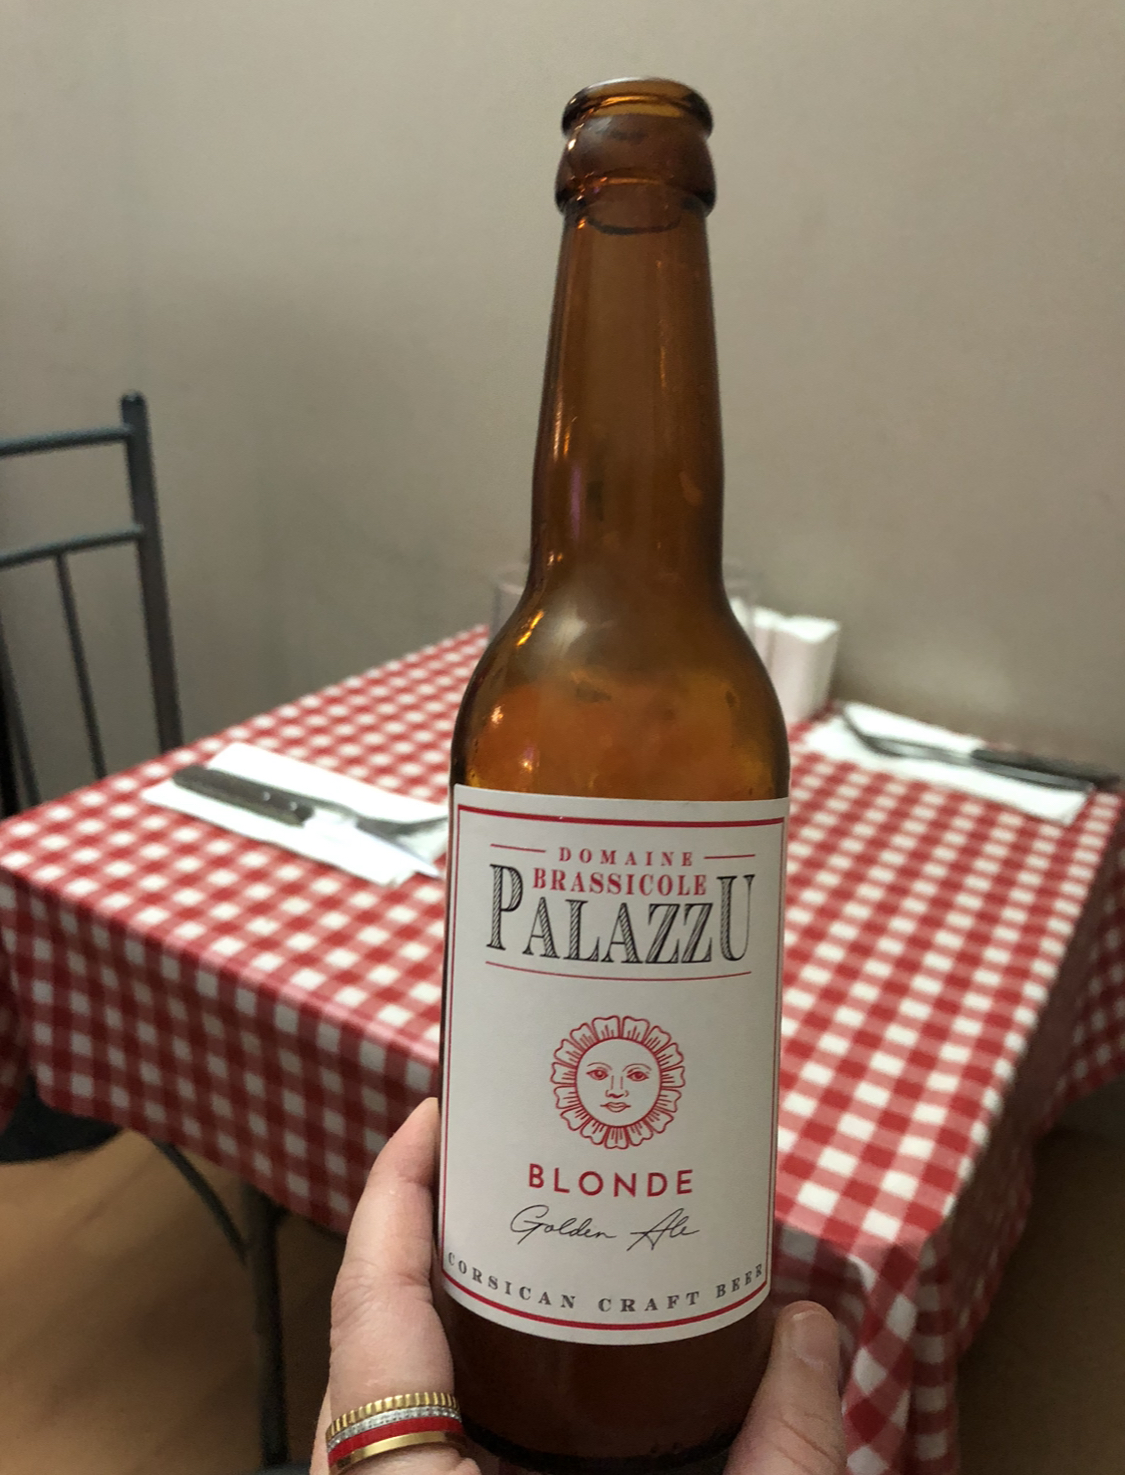 DOMAINE
BRASSICOLE
PALAZZU
BLONDE
Golden Ale
CORSICAN CRAFT BEER